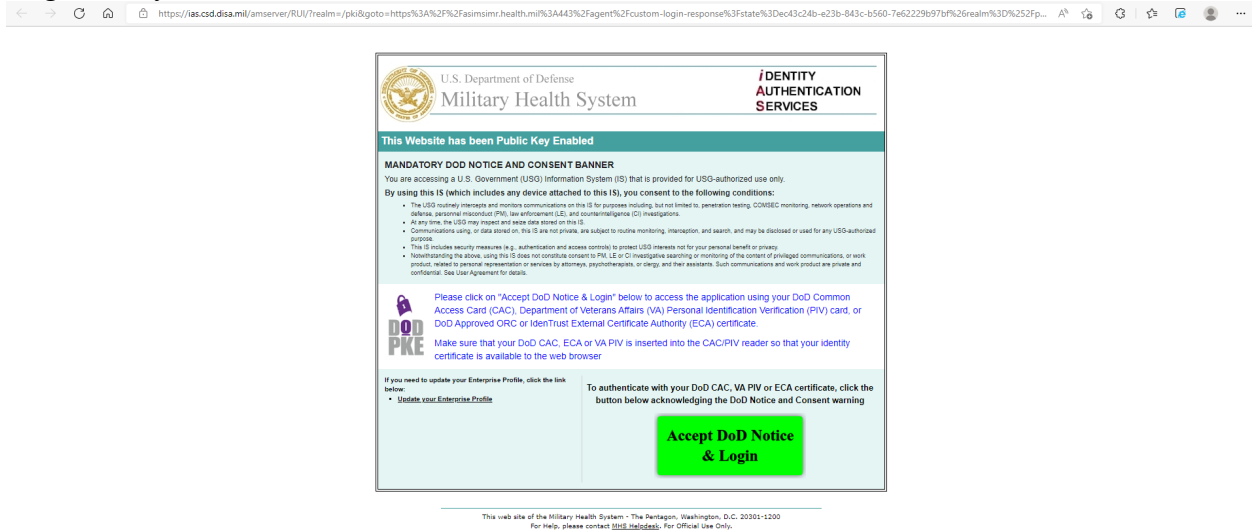 https://ias.csd.disa.mil/amserver/RUI/?realm=/pki&goto=https%3A%2F%2Fasimsimr.health.mil%3A443%2Fagent%2Fcustom-login-response%3Fstate%3Dec43c24b-e23b-843c-b560-7e62229b97bf%26realm%3D%252Fp...
U.S. Department of Defense
Military Health System
iDENTITY
AUTHENTICATION
SERVICES
This Website has been Public Key Enabled
MANDATORY DOD NOTICE AND CONSENT BANNER
You are accessing a U.S. Government (USG) Information System (IS) that is provided for USG-authorized use only.
By using this IS (which includes any device attached to this IS), you consent to the following conditions:
• The USG routinely intercepts and monitors communications on this IS for purposes including, but not limited to, penetration testing, COMSEC monitoring, network operations and
defense, personnel misconduct (PM), law enforcement (LE), and counterintelligence (CI) investigations.
• At any time, the USG may inspect and seize data stored on this IS.
• Communications using, or data stored on, this IS are not private, are subject to routine monitoring, interception, and search, and may be disclosed or used for any USG-authorized
purpose.
• This IS includes security measures (e.g., authentication and access controls) to protect USG interests not for your personal benefit or privacy.
• Notwithstanding the above, using this IS does not constitute consent to PM, LE or CI investigative searching or monitoring of the content of privileged communications, or work
product, related to personal representation or services by attorneys, psychotherapists, or clergy, and their assistants. Such communications and work product are private and
confidential. See User Agreement for details.
DOD
PKE
Please click on "Accept DoD Notice & Login" below to access the application using your DoD Common
Access Card (CAC), Department of Veterans Affairs (VA) Personal Identification Verification (PIV) card, or
DoD Approved ORC or IdenTrust External Certificate Authority (ECA) certificate.
Make sure that your DoD CAC, ECA or VA PIV is inserted into the CAC/PIV reader so that your identity
certificate is available to the web browser
If you need to update your Enterprise Profile, click the link
below:
• Update your Enterprise Profile
To authenticate with your DoD CAC, VA PIV or ECA certificate, click the
button below acknowledging the DoD Notice and Consent warning
Accept DoD Notice
& Login
This web site of the Military Health System - The Pentagon, Washington, D.C. 20301-1200
For Help, please contact MHS Helpdesk. For Official Use Only.